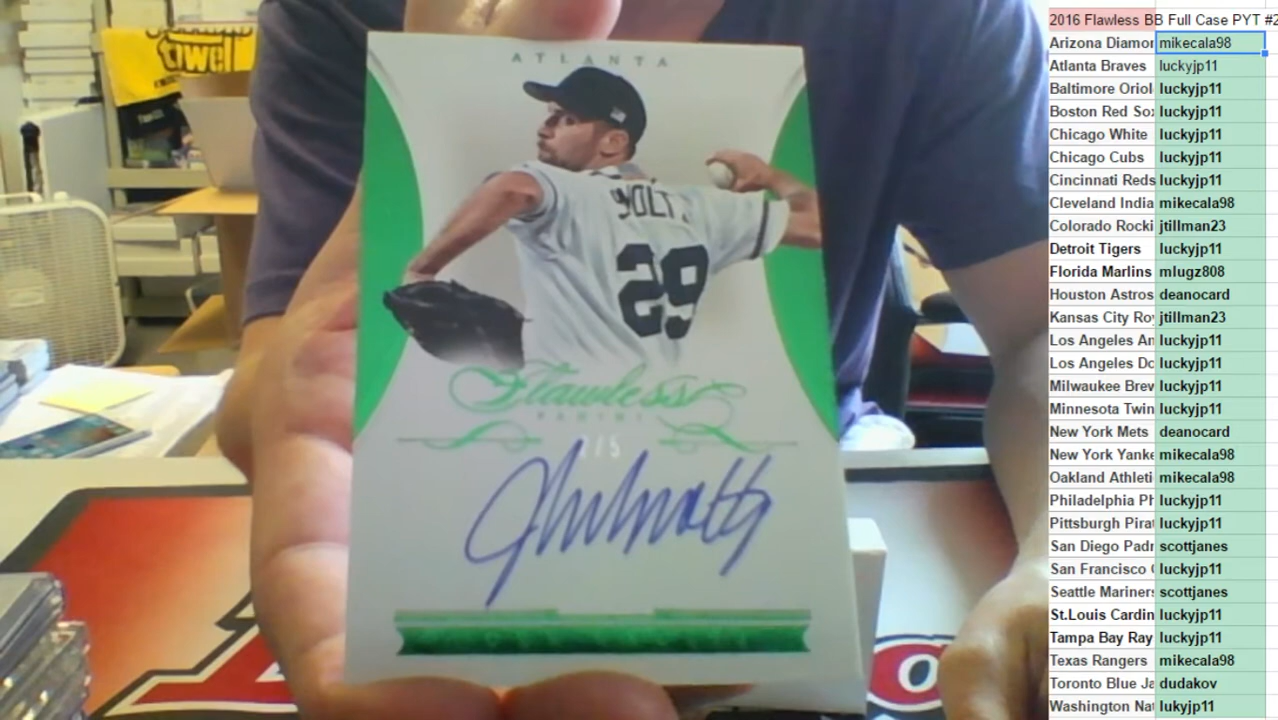 ATLANTA
29
Flawless
PANINI
/5
2016 Flawless BB Full Case PYT #2
Arizona Diamor mikecala98
Atlanta Braves luckyjp11
Baltimore Oriol luckyjp11
Boston Red So luckyjp11
Chicago White luckyjp11
Chicago Cubs luckyjp11
Cincinnati Reds luckyjp11
Cleveland India mikecala98
Colorado Rocki jtillman23
Detroit Tigers luckyjp11
Florida Marlins mlugz808
Houston Astros deanocard
Kansas City Ro jtillman23
Los Angeles An luckyjp11
Los Angeles Do luckyjp11
Milwaukee Brew luckyjp11
Minnesota Twin luckyjp11
New York Mets deanocard
New York Yanke mikecala98
Oakland Athleti mikecala98
Philadelphia Ph luckyjp11
Pittsburgh Pirat luckyjp11
San Diego Padr scottjanes
San Francisco luckyjp11
Seattle Mariners scottjanes
St.Louis Cardin luckyjp11
Tampa Bay Ray luckyjp11
Texas Rangers mikecala98
Toronto Blue Ja dudakov
Washington Nat lukyjp11